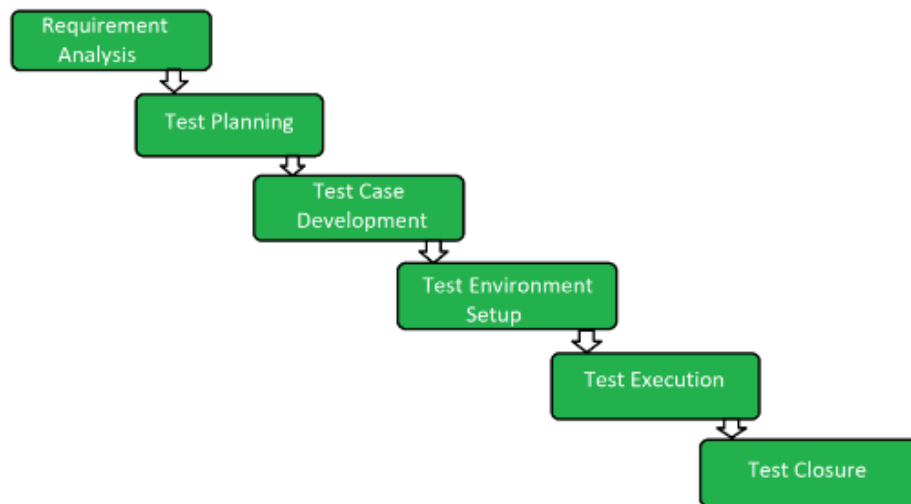 Requirement
Analysis
Test Planning
Test Case
Development
Test Environment
Setup
Test Execution
Test Closure